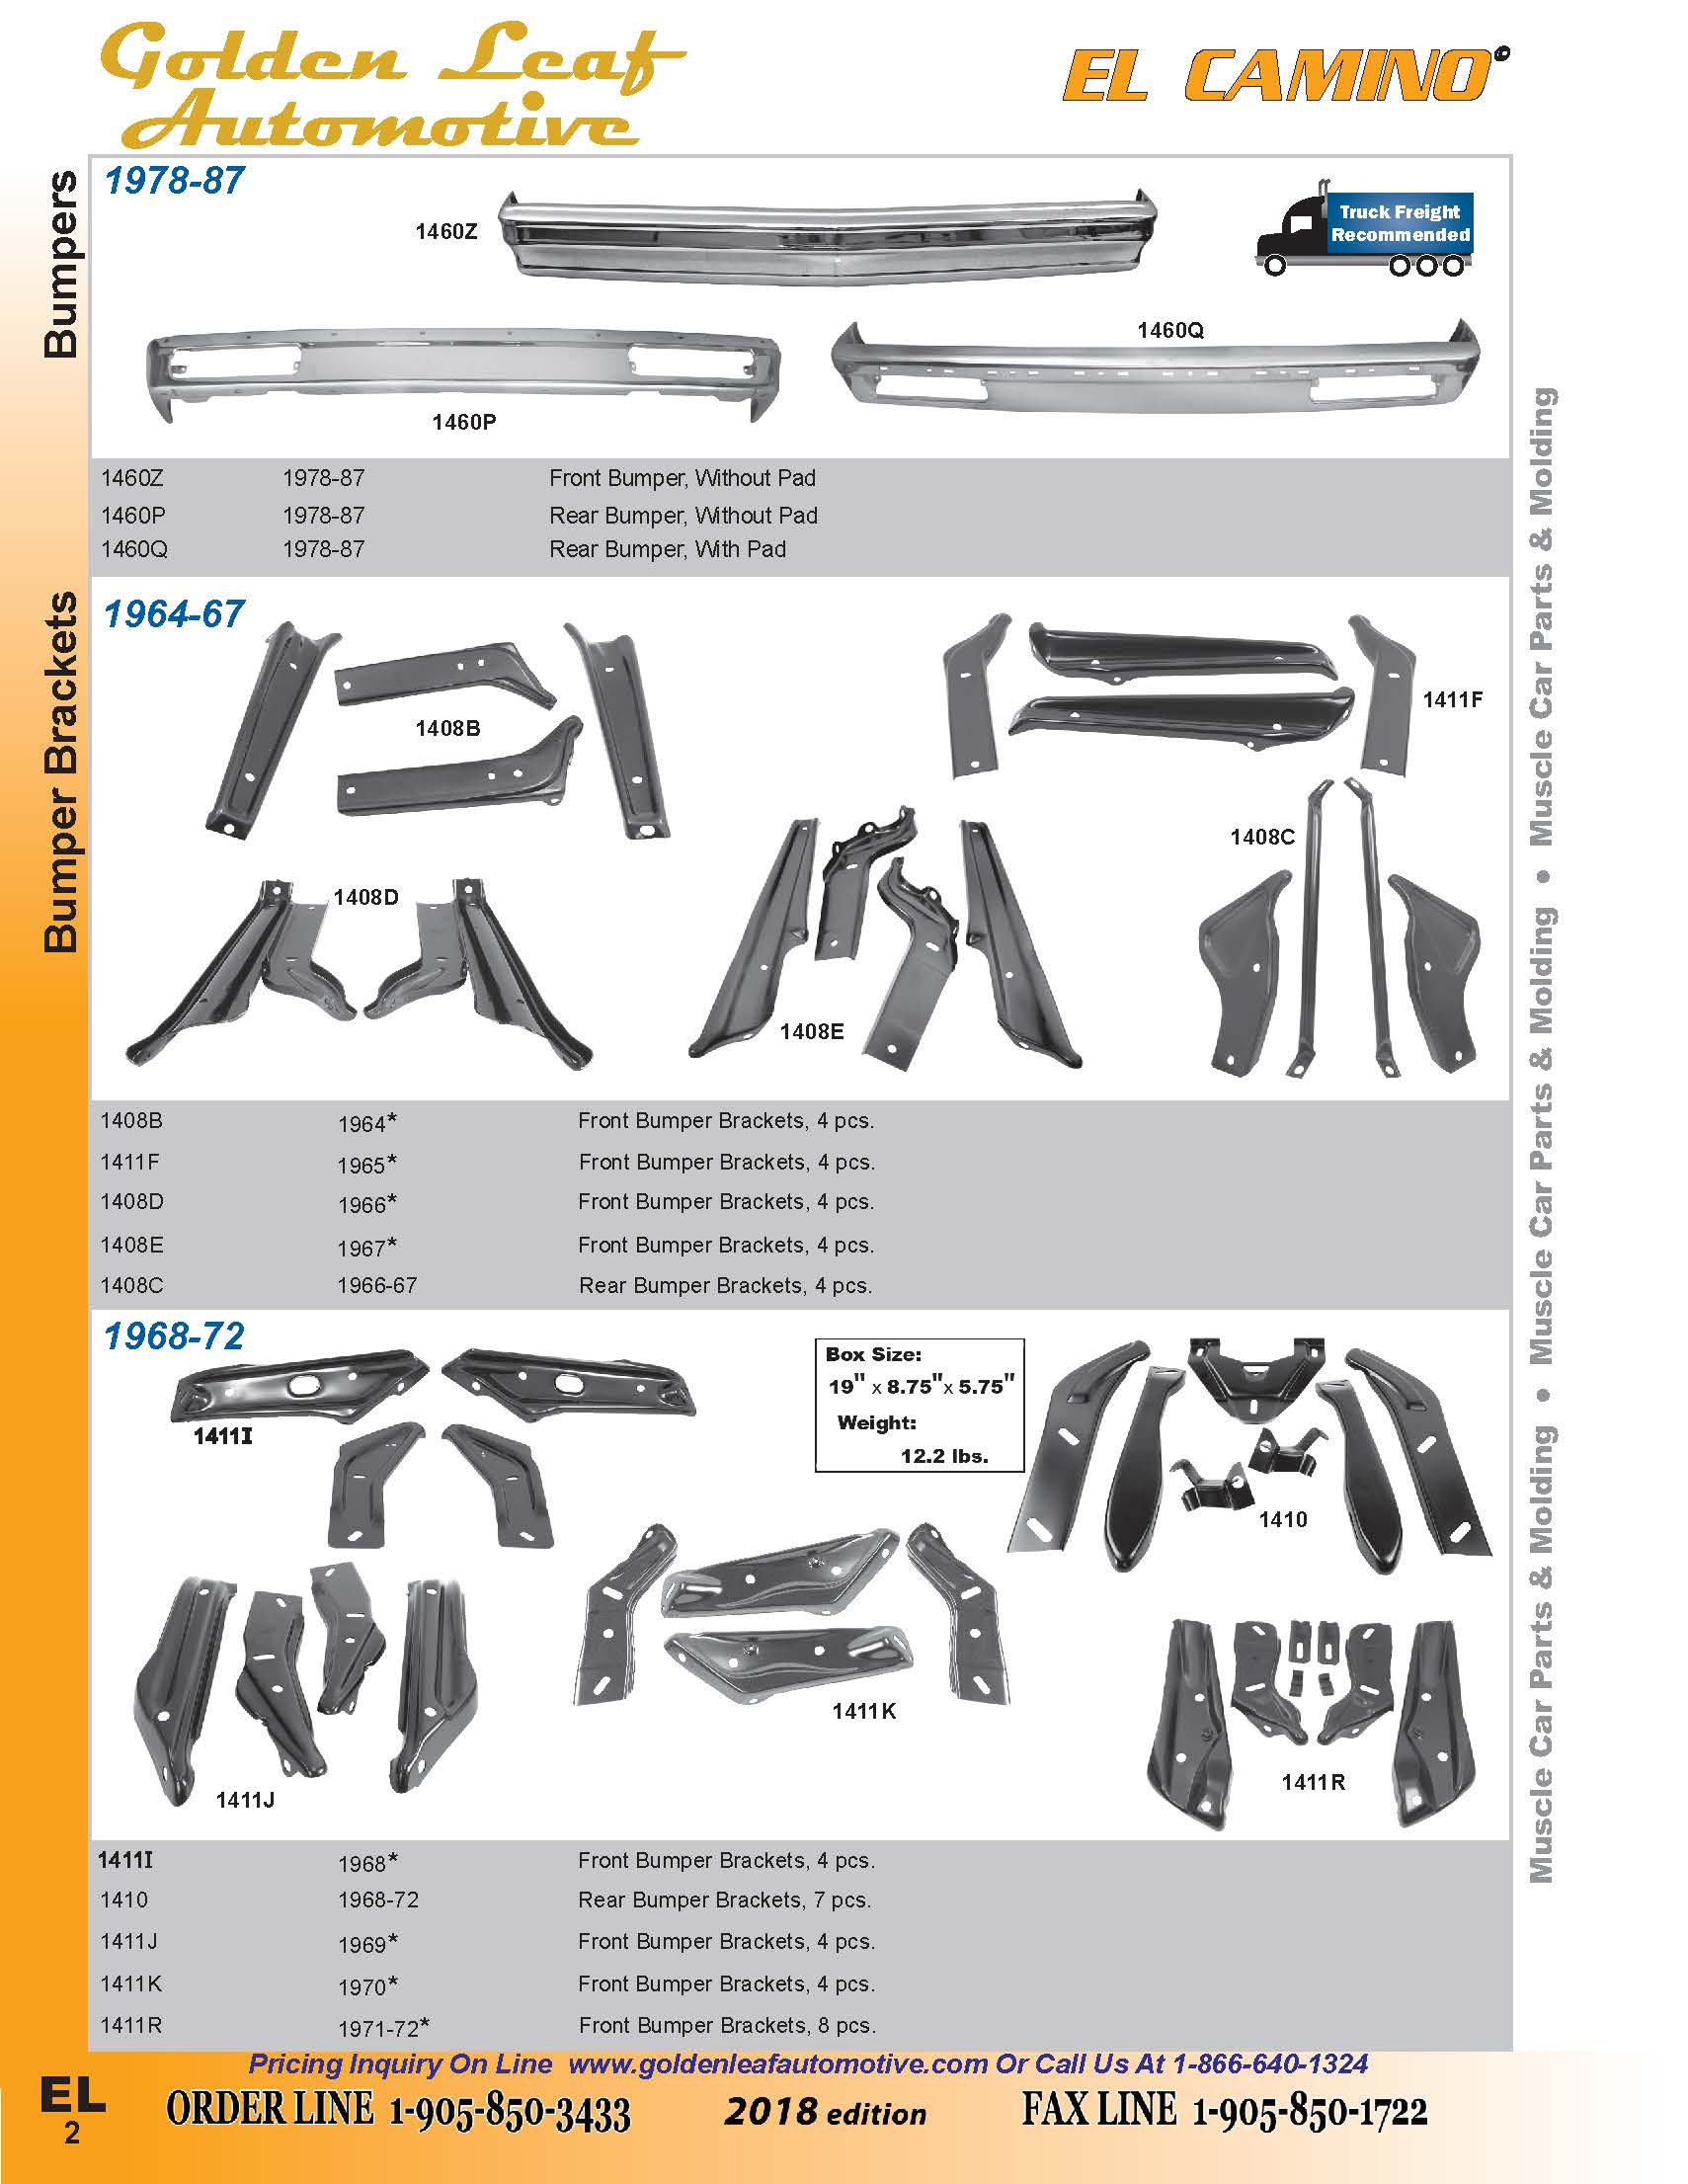 Golden Leaf
Automotive
EL CAMINO
Bumpers
1978-87
1460Z
Truck Freight
Recommended
1460Q
1460P
1460Z 1978-87 Front Bumper, Without Pad
1460P 1978-87 Rear Bumper, Without Pad
1460Q 1978-87 Rear Bumper, With Pad
Bumper Brackets
1964-67
1408B
1411F
1408C
1408D
1408E
1408B 1964* Front Bumper Brackets, 4 pcs.
1411F 1965* Front Bumper Brackets, 4 pcs.
1408D 1966* Front Bumper Brackets, 4 pcs.
1408E 1967* Front Bumper Brackets, 4 pcs.
1408C 1966-67 Rear Bumper Brackets, 4 pcs.
1968-72
1411I
Box Size:
19" x 8.75"x 5.75"
Weight:
12.2 lbs.
1410
1411K
1411J
1411R
1411I 1968* Front Bumper Brackets, 4 pcs.
1410 1968-72 Rear Bumper Brackets, 7 pcs.
1411J 1969* Front Bumper Brackets, 4 pcs.
1411K 1970* Front Bumper Brackets, 4 pcs.
1411R 1971-72* Front Bumper Brackets, 8 pcs.
Muscle Car Parts & Molding • Muscle Car Parts & Molding • Muscle Car Parts & Molding
Pricing Inquiry On Line www.goldenleafautomotive.com Or Call Us At 1-866-640-1324
EL
2
ORDER LINE 1-905-850-3433 2018 edition FAX LINE 1-905-850-1722